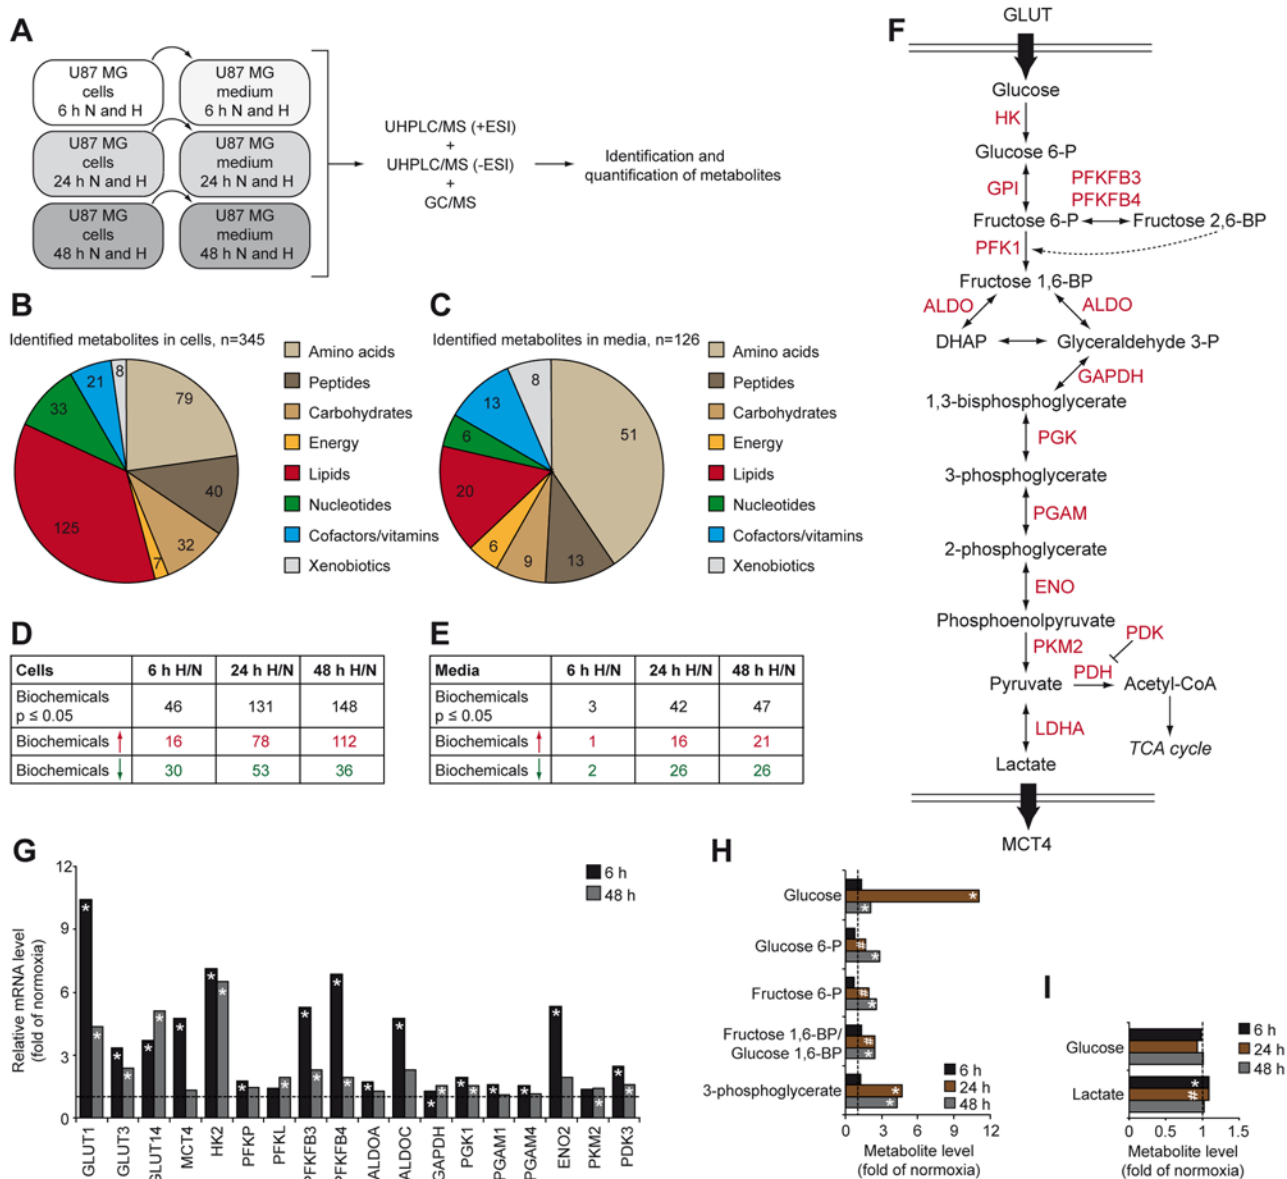 A
U87 MG
cells
6 h N and H
U87 MG
medium
6 h N and H
U87 MG
cells
24 h N and H
U87 MG
medium
24 h N and H
U87 MG
cells
48 h N and H
U87 MG
medium
48 h N and H
UHPLC/MS (+ESI)
+
UHPLC/MS (-ESI)
+
GC/MS
Identification and
quantification of metabolites
B
Identified metabolites in cells, n=345
79
40
32
7
125
33
21
8
Amino acids
Peptides
Carbohydrates
Energy
Lipids
Nucleotides
Cofactors/vitamins
Xenobiotics
C
Identified metabolites in media, n=126
51
13
9
6
20
6
13
8
Amino acids
Peptides
Carbohydrates
Energy
Lipids
Nucleotides
Cofactors/vitamins
Xenobiotics
D
Cells 6 h H/N 24 h H/N 48 h H/N
Biochemicals
p ≤ 0.05 46 131 148
Biochemicals ↑ 16 78 112
Biochemicals ↓ 30 53 36
E
Media 6 h H/N 24 h H/N 48 h H/N
Biochemicals
p ≤ 0.05 3 42 47
Biochemicals ↑ 1 16 21
Biochemicals ↓ 2 26 26
F
GLUT
Glucose
HK
Glucose 6-P
GPI
PFKFB3
PFKFB4
Fructose 6-P
Fructose 2,6-BP
PFK1
Fructose 1,6-BP
ALDO
ALDO
DHAP
Glyceraldehyde 3-P
GAPDH
1,3-bisphosphoglycerate
PGK
3-phosphoglycerate
PGAM
2-phosphoglycerate
ENO
Phosphoenolpyruvate
PKM2
PDK
PDH
Pyruvate
Acetyl-CoA
LDHA
TCA cycle
Lactate
MCT4
G
Relative mRNA level
(fold of normoxia)
12
9
6
3
0
6 h
48 h
* * * * * * * * * * * * * * * * * * * * * * * * * * *
GLUT1
GLUT3
GLUT14
MCT4
HK2
PFKP
PFKL
PFKFB3
PFKFB4
ALDOA
ALDOC
GAPDH
PGK1
PGAM1
PGAM4
ENO2
PKM2
PDK3
H
Glucose
*
*
Glucose 6-P
#
*
Fructose 6-P
#
*
Fructose 1,6-BP/
Glucose 1,6-BP
#
*
3-phosphoglycerate
*
*
6 h
24 h
48 h
0 3 6 9 12
Metabolite level
(fold of normoxia)
I
Glucose
Lactate
*
#
6 h
24 h
48 h
0 0.5 1 1.5
Metabolite level
(fold of normoxia)